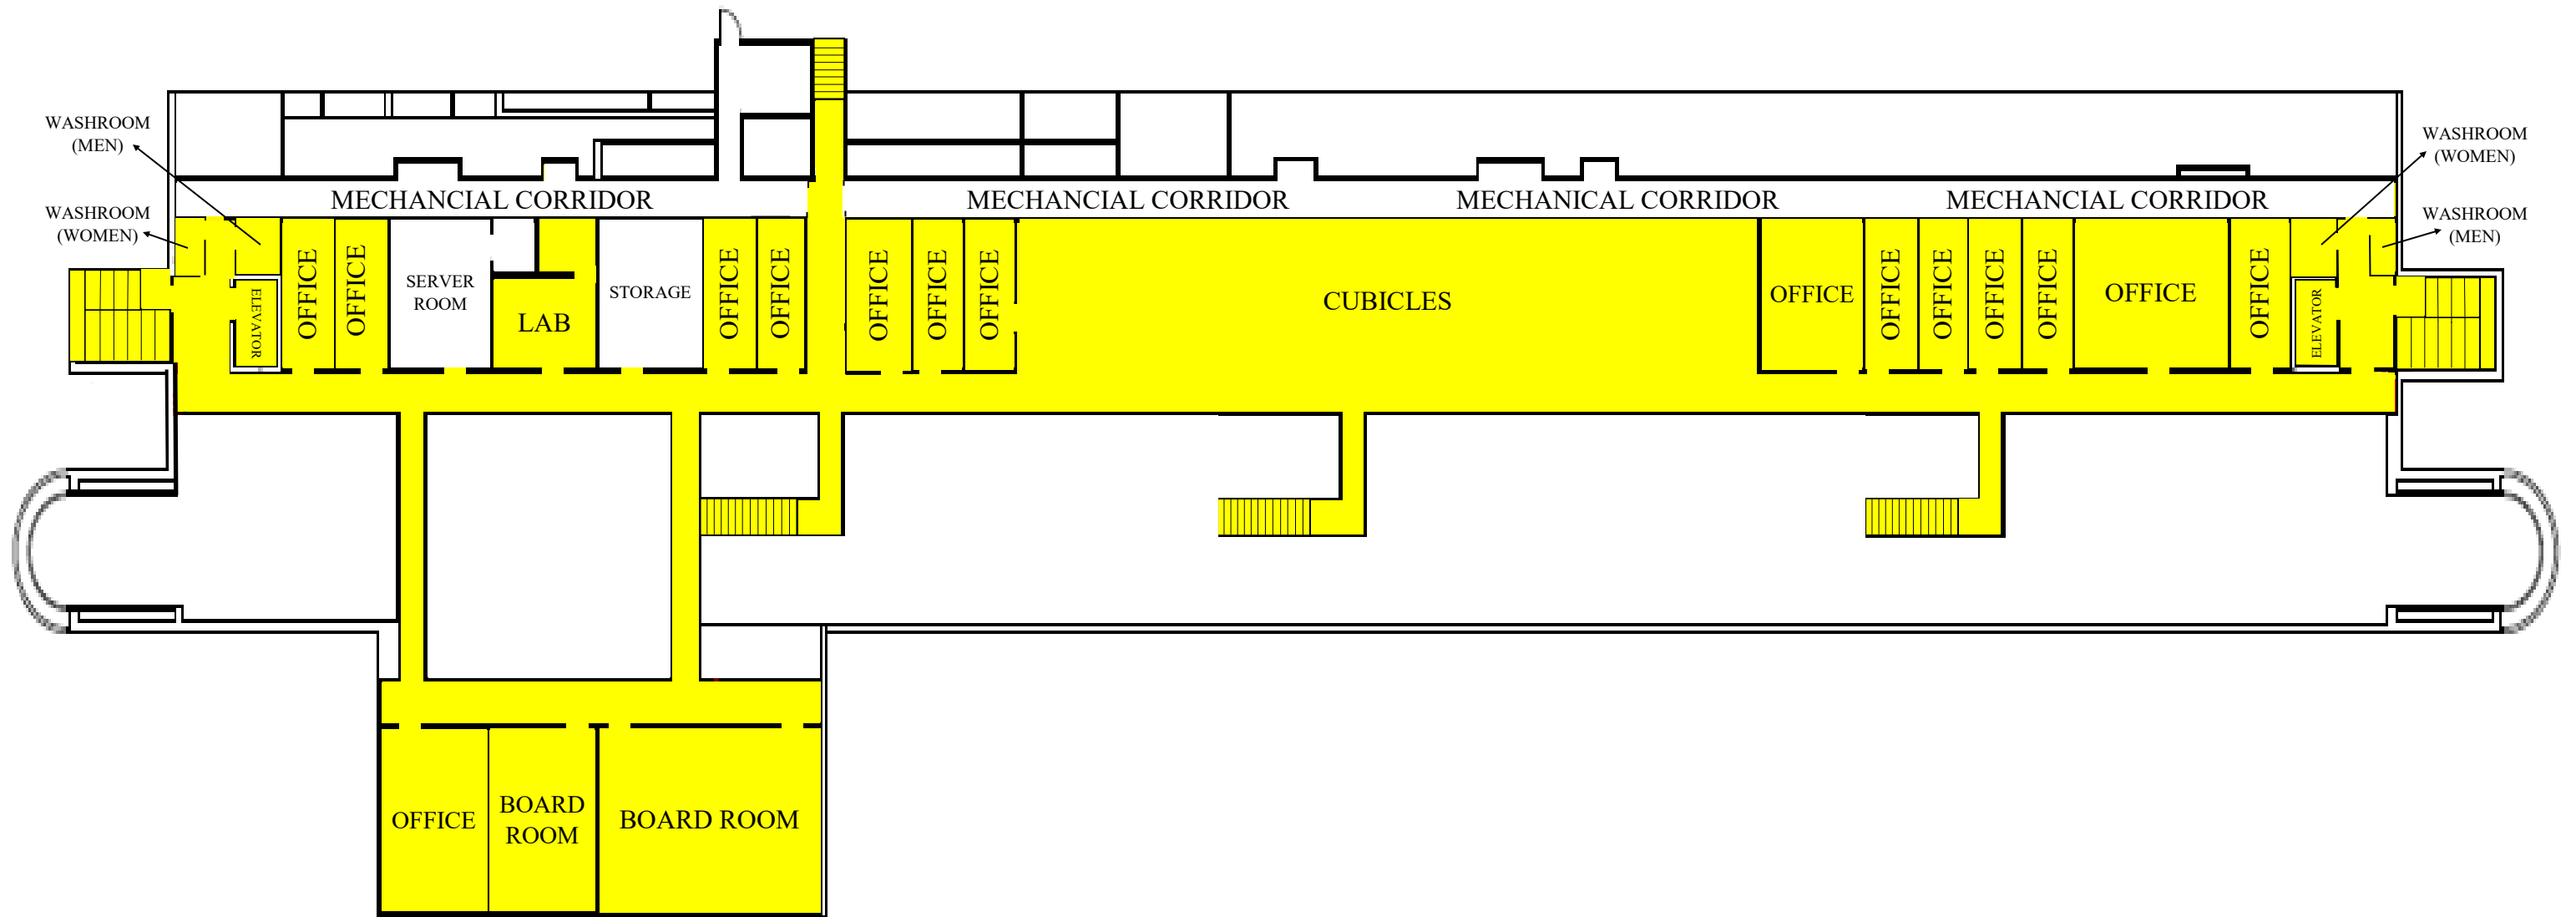 WASHROOM
(MEN)
WASHROOM
(WOMEN)
WASHROOM
(WOMEN)
WASHROOM
(MEN)
MECHANCIAL CORRIDOR
MECHANCIAL CORRIDOR
MECHANICAL CORRIDOR
MECHANCIAL CORRIDOR
ELEVATOR
OFFICE
OFFICE
SERVER
ROOM
LAB
STORAGE
OFFICE
OFFICE
OFFICE
OFFICE
OFFICE
CUBICLES
OFFICE
OFFICE
OFFICE
OFFICE
OFFICE
OFFICE
OFFICE
ELEVATOR
OFFICE
BOARD
ROOM
BOARD ROOM